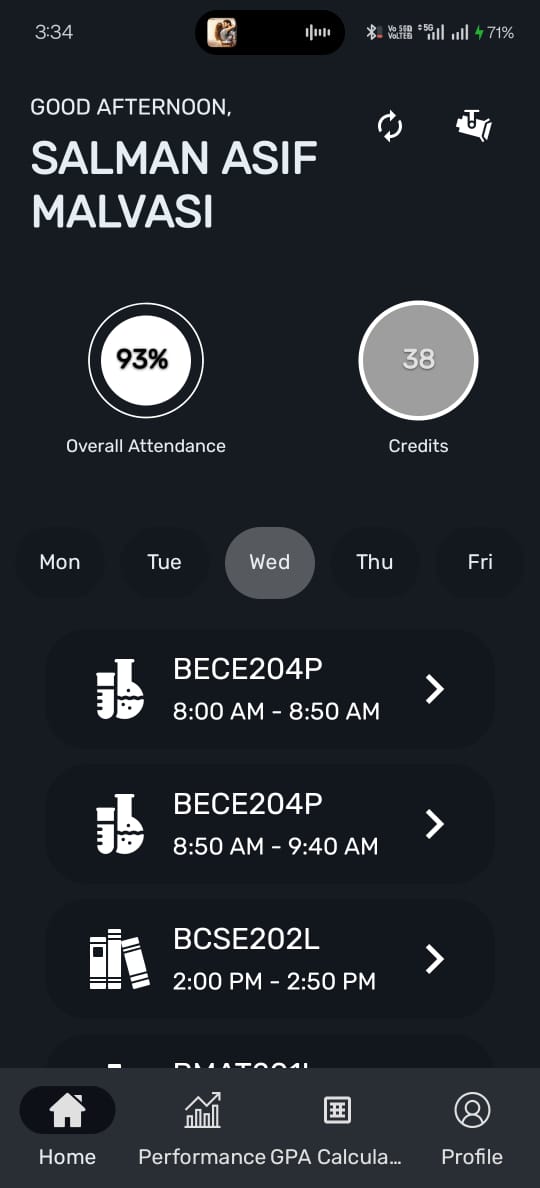 3:34
Vo 5G
VoLTE
5G
71%
GOOD AFTERNOON,
SALMAN ASIF
MALVASI
93%
38
Overall Attendance
Credits
Mon
Tue
Wed
Thu
Fri
BECE204P
8:00 AM - 8:50 AM
BECE204P
8:50 AM - 9:40 AM
BCSE202L
2:00 PM - 2:50 PM
Home
Performance
GPA Calcula...
Profile